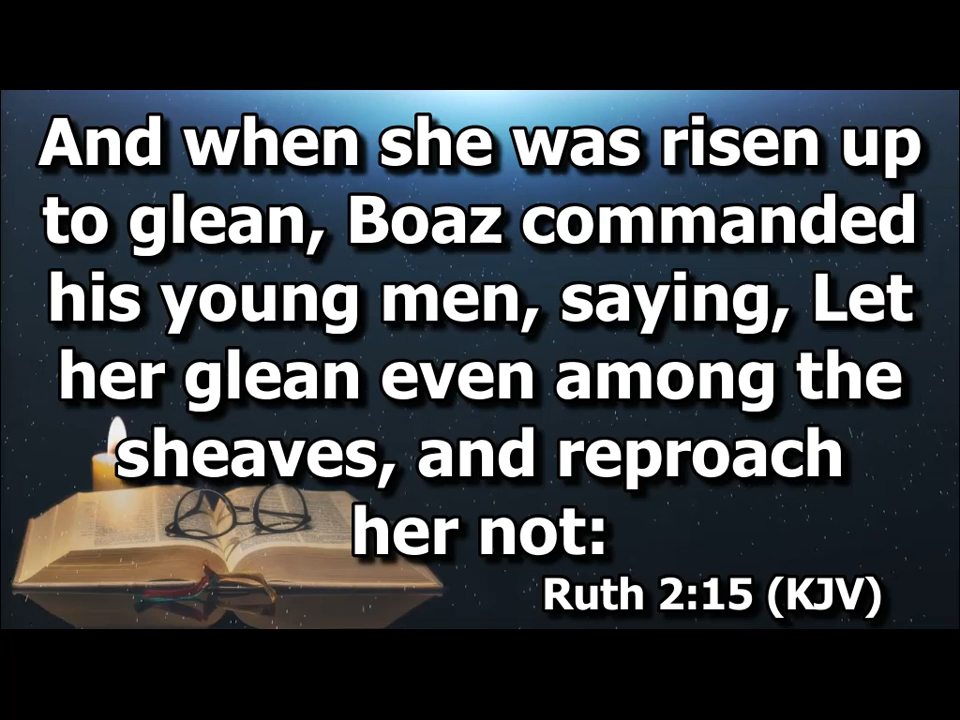 And when she was risen up
to glean, Boaz commanded
his young men, saying, Let
her glean even among the
sheaves, and reproach
her not:
Ruth 2:15 (KJV)